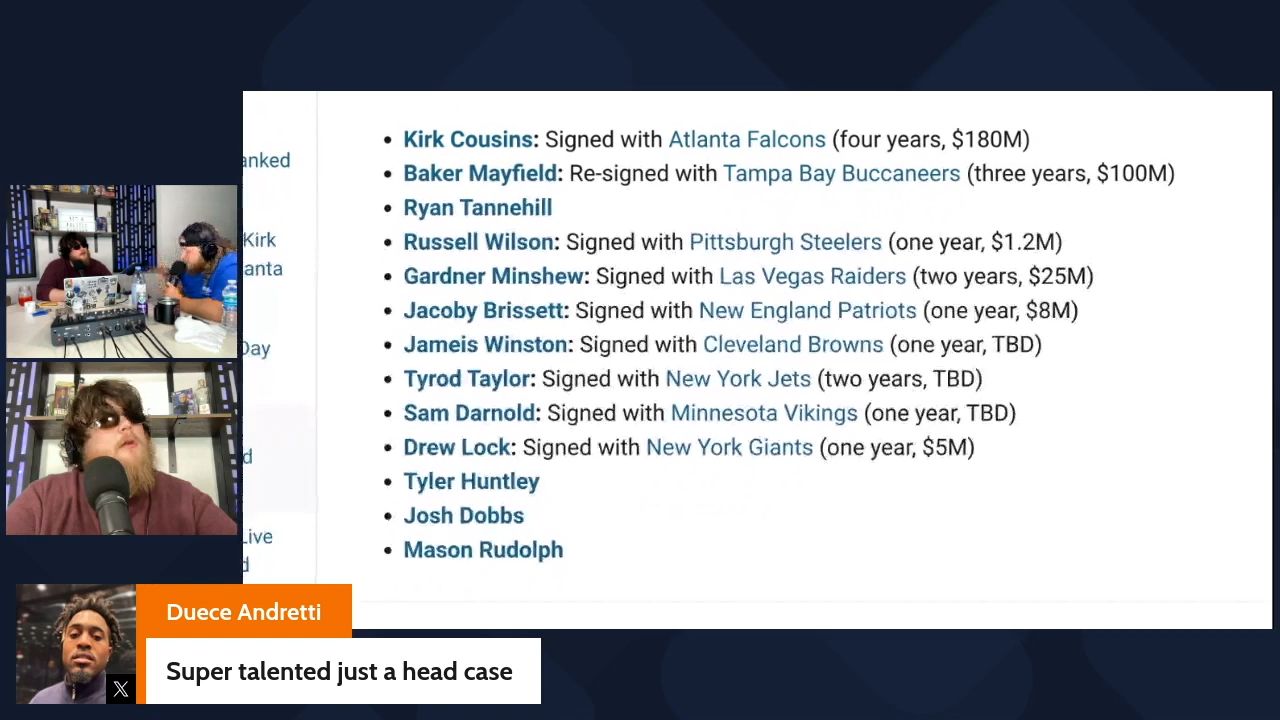 anked
Kirk
anta
Day
d
Live
d
• Kirk Cousins: Signed with Atlanta Falcons (four years, $180M)
• Baker Mayfield: Re-signed with Tampa Bay Buccaneers (three years, $100M)
• Ryan Tannehill
• Russell Wilson: Signed with Pittsburgh Steelers (one year, $1.2M)
• Gardner Minshew: Signed with Las Vegas Raiders (two years, $25M)
• Jacoby Brissett: Signed with New England Patriots (one year, $8M)
• Jameis Winston: Signed with Cleveland Browns (one year, TBD)
• Tyrod Taylor: Signed with New York Jets (two years, TBD)
• Sam Darnold: Signed with Minnesota Vikings (one year, TBD)
• Drew Lock: Signed with New York Giants (one year, $5M)
• Tyler Huntley
• Josh Dobbs
• Mason Rudolph
Duece Andretti
Super talented just a head case